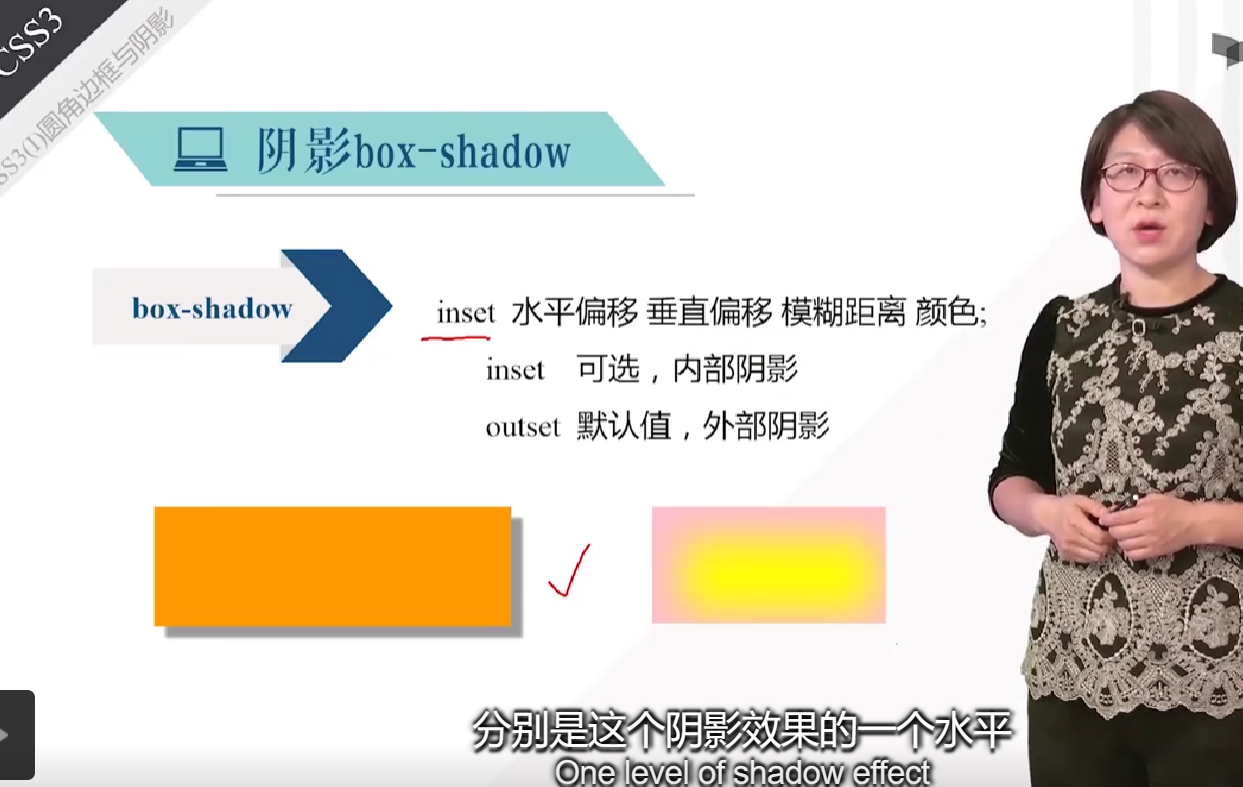 CSS3
SS3(1)圆角边框与阴影
阴影box-shadow
box-shadow
inset 水平偏移 垂直偏移 模糊距离 颜色;
inset 可选，内部阴影
outset 默认值，外部阴影
分别是这个阴影效果的一个水平
One level of shadow effect